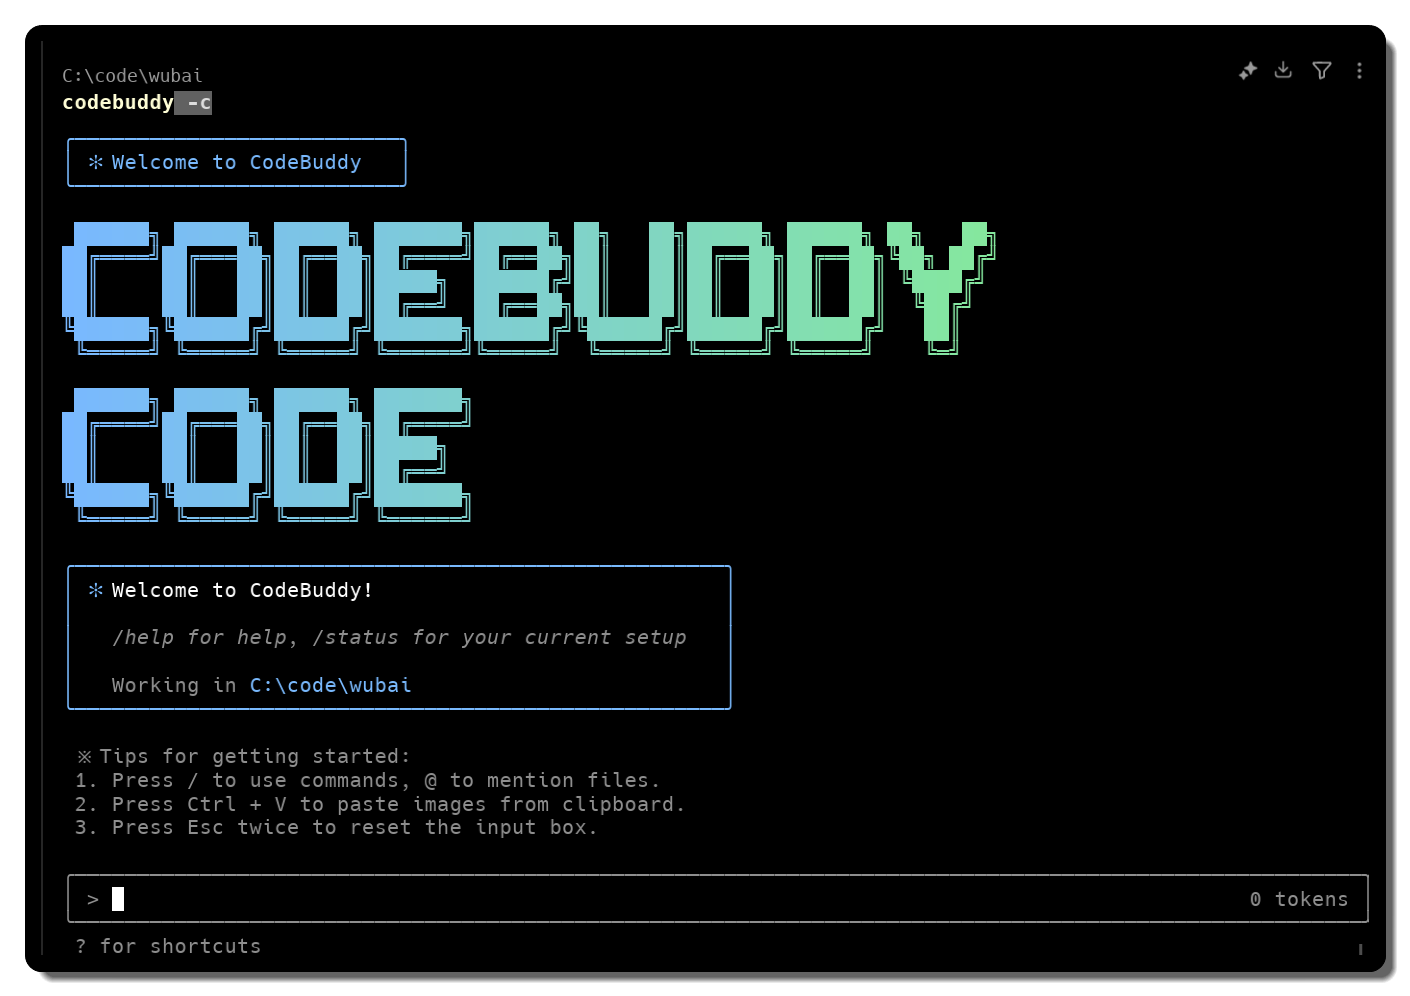 C:\code\wubai
codebuddy -c
✻ Welcome to CodeBuddy
CODEBUDDY
CODE
✻ Welcome to CodeBuddy!
/help for help, /status for your current setup
Working in C:\code\wubai
※ Tips for getting started:
1. Press / to use commands, @ to mention files.
2. Press Ctrl + V to paste images from clipboard.
3. Press Esc twice to reset the input box.
> 0 tokens
? for shortcuts